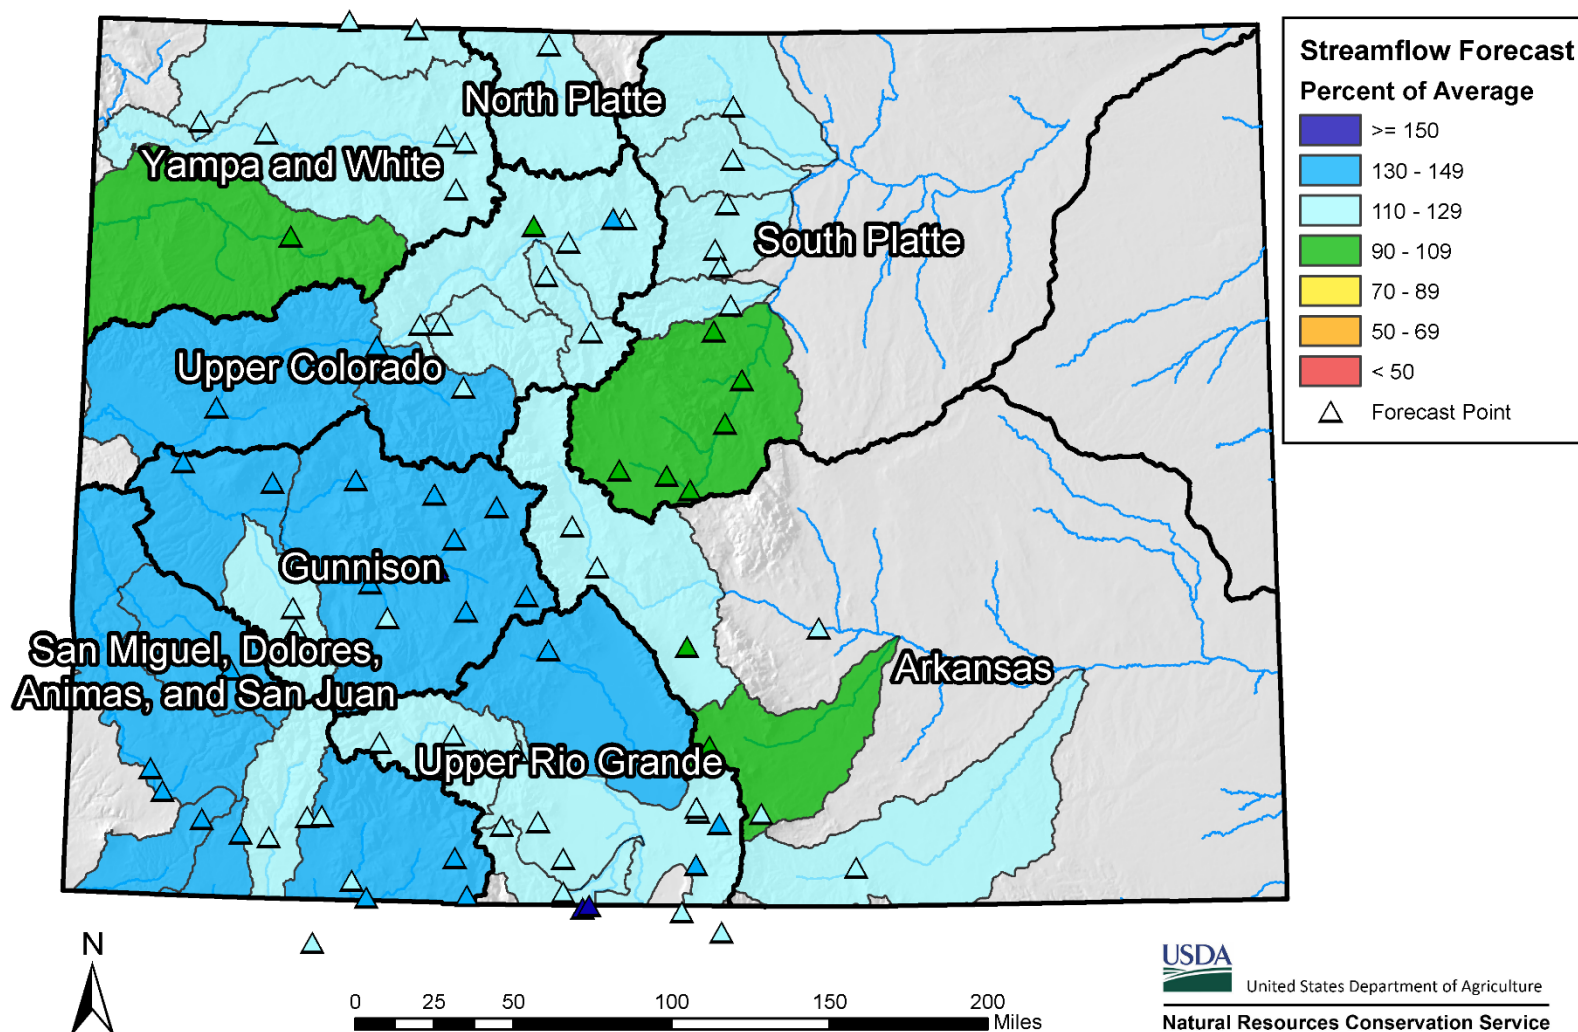 North Platte
Yampa and White
South Platte
Upper Colorado
Gunnison
San Miguel, Dolores,
Animas, and San Juan
Arkansas
Upper Rio Grande
Streamflow Forecast
Percent of Average
>= 150
130 - 149
110 - 129
90 - 109
70 - 89
50 - 69
< 50
Forecast Point
N
0 25 50 100 150 200
Miles
USDA
United States Department of Agriculture
Natural Resources Conservation Service